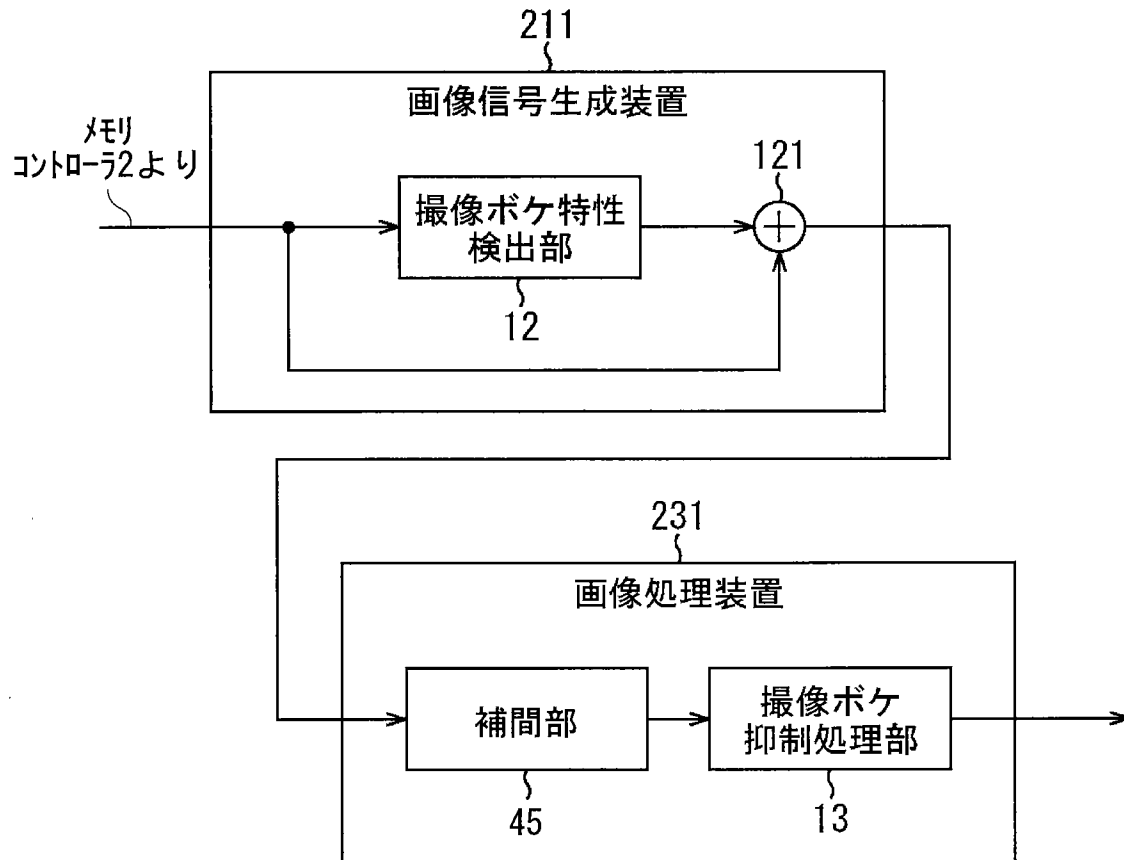 211
画像信号生成装置
メモリ
コントローラ2より
121
撮像ボケ特性
検出部
12
231
画像処理装置
補間部
撮像ボケ
抑制処理部
45
13